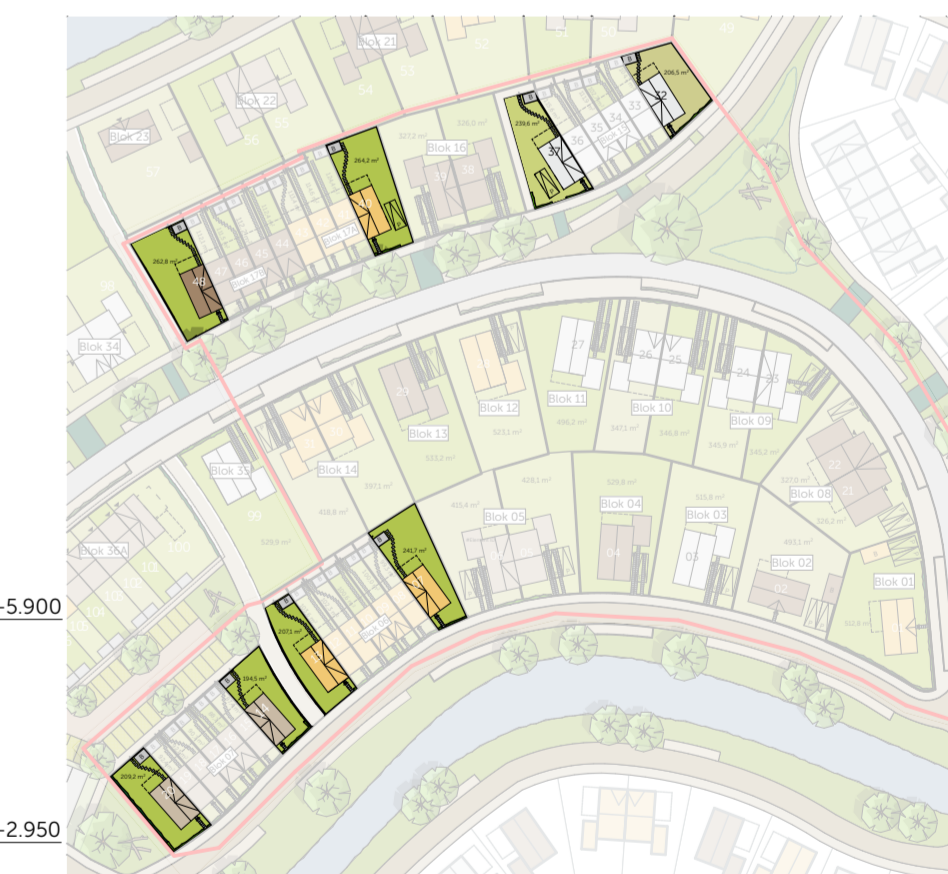 49
Blok 21
52
51
50
53
54
Blok 22
55
56
Blok 23
57
206,5 m²
32
33
34
35
36
37
Blok 15
239,6 m²
327,2 m²
326,0 m²
Blok 16
38
264,2 m²
Blok 17A
44
46
47
48
Blok 17B
262,8 m²
Blok 34
27
26
25
24
23
Blok 11
Blok 10
Blok 09
29
Blok 12
Blok 13
496,2 m²
347,1 m²
346,8 m²
345,9 m²
345,2 m²
523,1 m²
533,2 m²
Blok 14
397,1 m²
418,8 m²
Blok 35
99
529,9 m²
22
21
Blok 08
327,0 m²
326,2 m²
428,1 m²
415,4 m²
529,8 m²
515,8 m²
493,1 m²
Blok 05
Blok 04
Blok 03
Blok 02
Blok 01
04
03
02
512,8 m²
Blok 36A
100
101
102
104
241,7 m²
Blok 06
207,1 m²
194,5 m²
Blok 07
209,2 m²
-5.900
-2.950